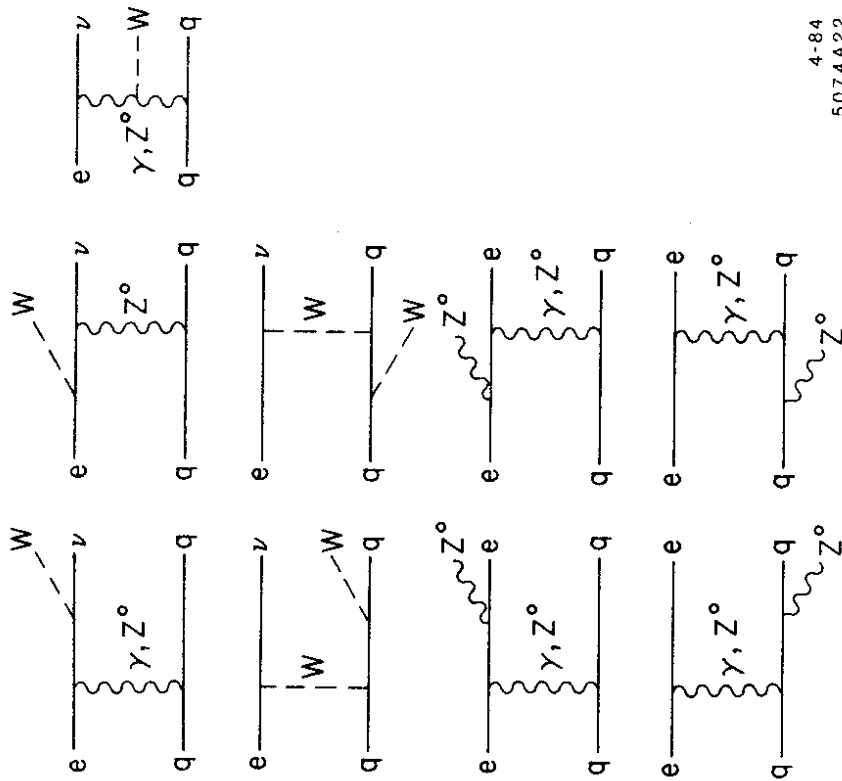 W W
e ν e ν e ν
γ, Z° Z° γ, Z° W
q q q q q q
e ν e ν
W W W
q q q q
W
Z° Z°
e e e e
γ, Z° γ, Z°
q q q q
e e e e
γ, Z° γ, Z°
q q q q
Z° Z°
4-84
5074A22